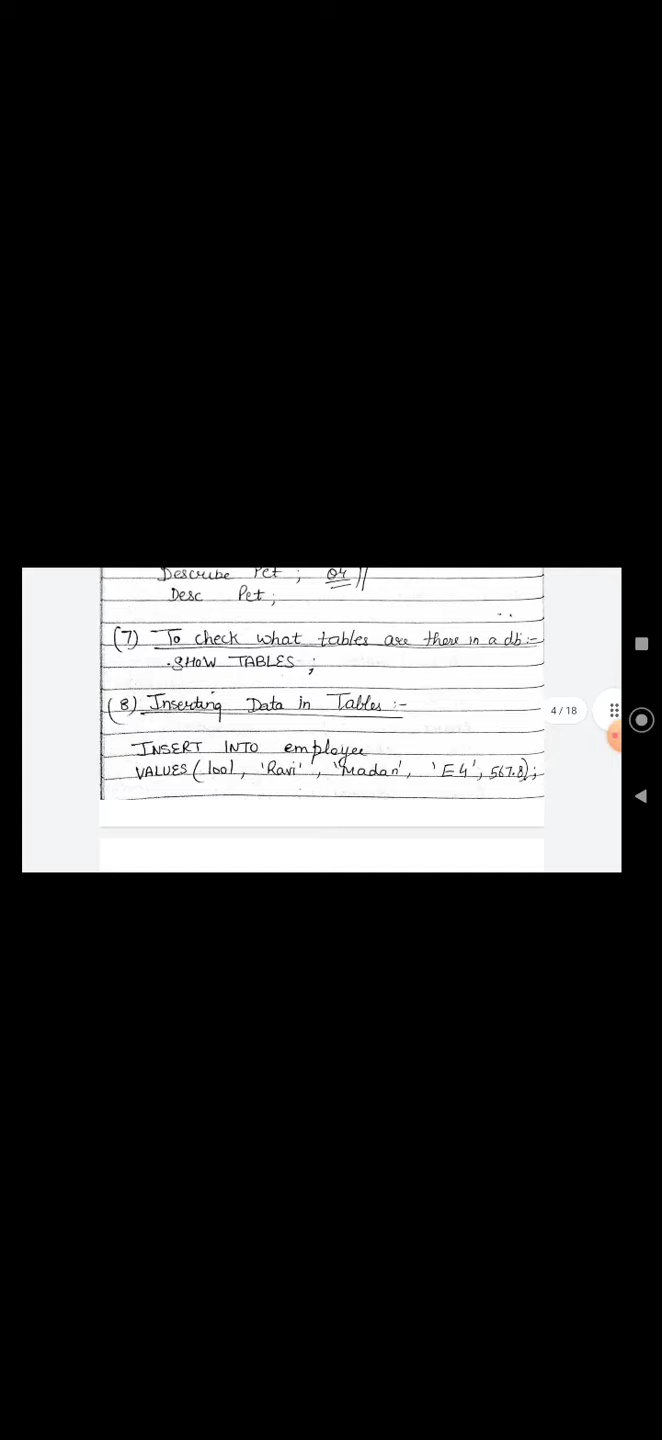 Describe Pet ; or //
Desc Pet ;
(7) To check what tables are there in a db :-
SHOW TABLES ;
(8) Inserting Data in Tables :-
4 / 18
INSERT INTO employee
VALUES (1001, 'Ravi', 'Madan', 'E4', 567.8);